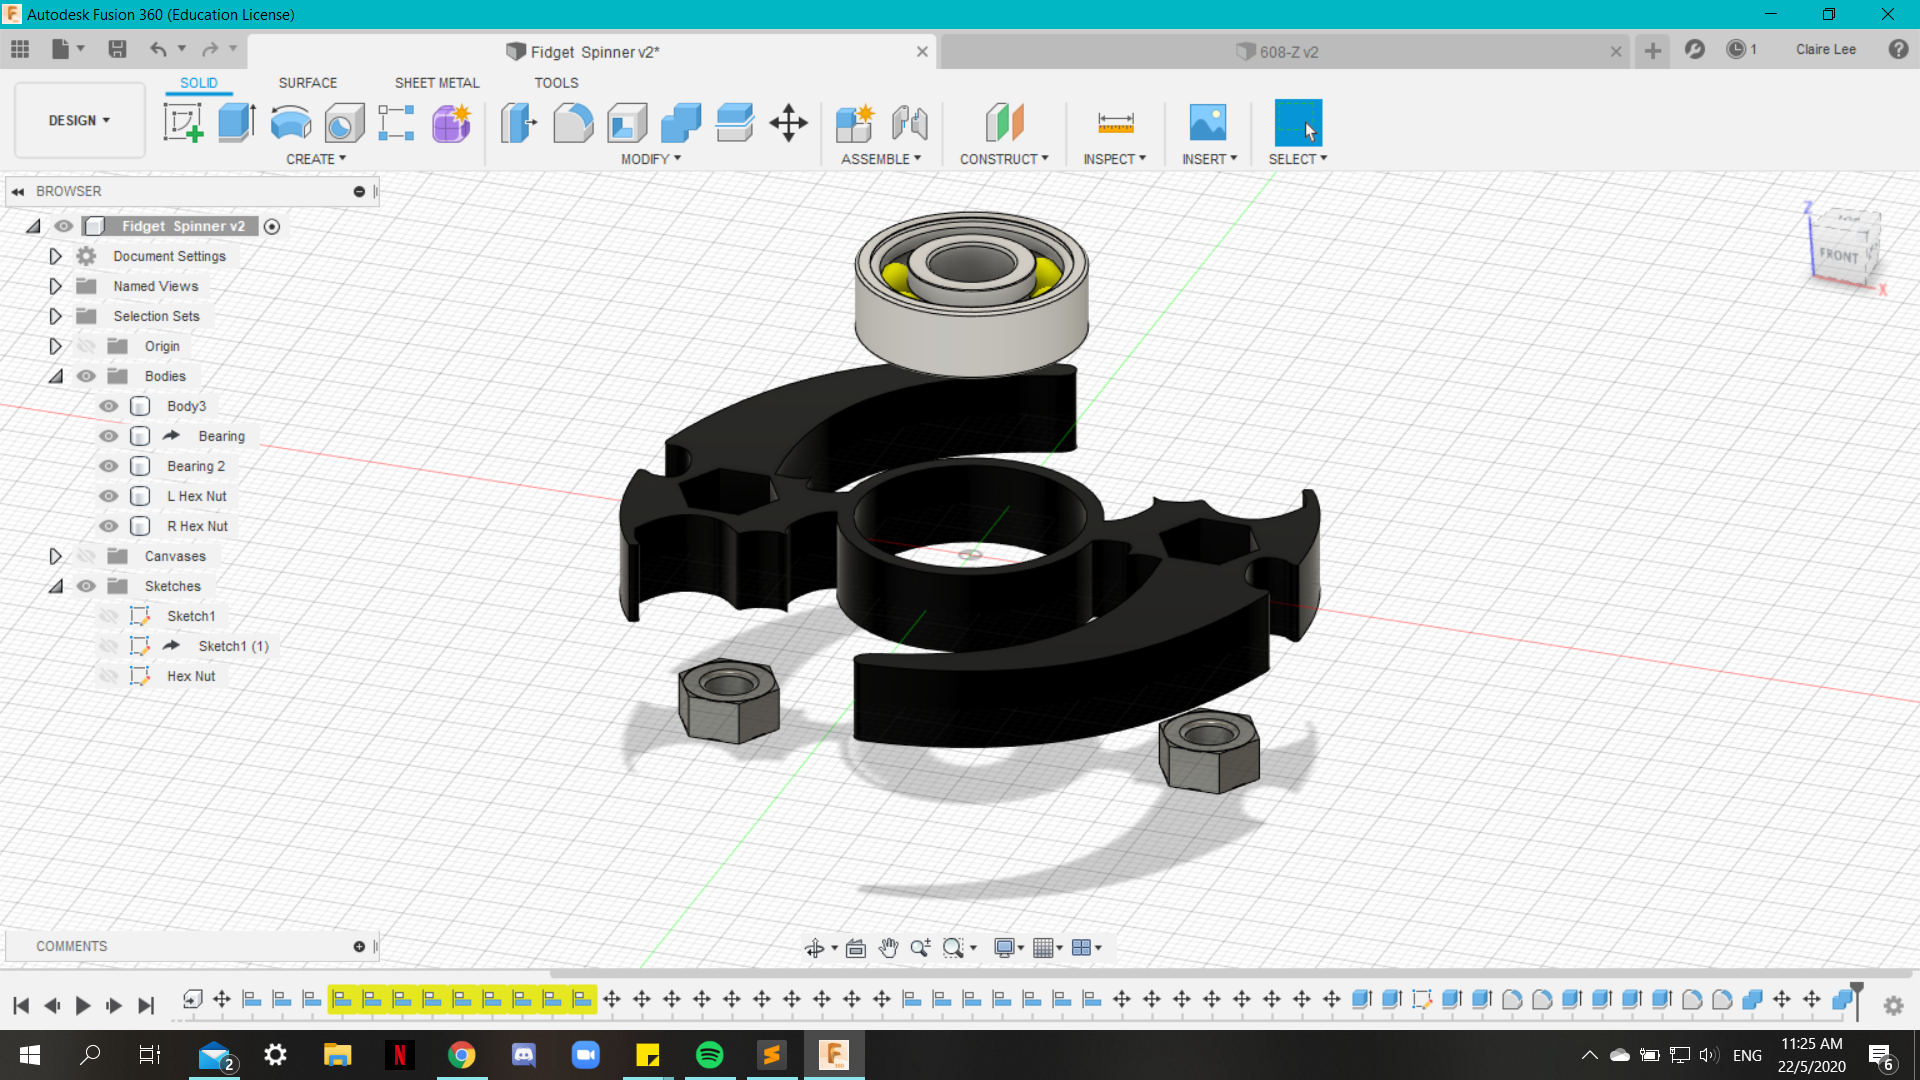 Autodesk Fusion 360 (Education License)
Fidget Spinner v2*
608-Z v2
1
Claire Lee
DESIGN
SOLID
SURFACE
SHEET METAL
TOOLS
CREATE
MODIFY
ASSEMBLE
CONSTRUCT
INSPECT
INSERT
SELECT
BROWSER
Fidget Spinner v2
Document Settings
Named Views
Selection Sets
Origin
Bodies
Body3
Bearing
Bearing 2
L Hex Nut
R Hex Nut
Canvases
Sketches
Sketch1
Sketch1 (1)
Hex Nut
Z
TOP
FRONT
X
COMMENTS
2
N
ENG
11:25 AM
22/5/2020
6